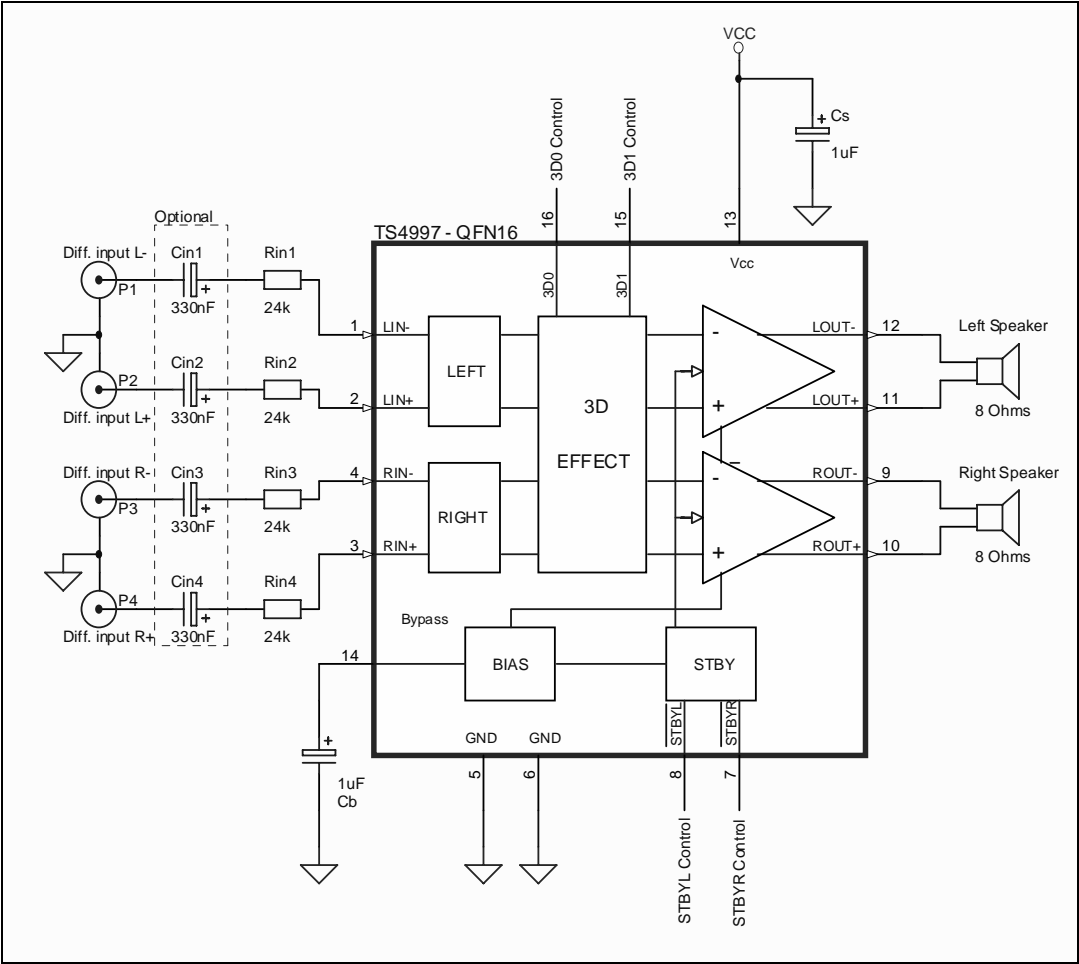 VCC
+ Cs
1uF
3D0 Control
3D1 Control
16
15
13
Optional
TS4997 - QFN16
Diff. input L-
Cin1
Rin1
3D0
3D1
Vcc
P1
+
330nF
24k
1
LIN-
LEFT
-
LOUT-
12
Left Speaker
P2
Cin2
Rin2
2
LIN+
3D
+
LOUT+
11
8 Ohms
Diff. input L+
+
330nF
24k
EFFECT
Diff. input R-
Cin3
Rin3
4
RIN-
-
ROUT-
9
Right Speaker
P3
+
330nF
24k
RIGHT
3
RIN+
+
ROUT+
10
8 Ohms
P4
Cin4
Rin4
Diff. input R+
+
330nF
24k
Bypass
14
BIAS
STBY
STBYL
STBYR
GND
GND
+
1uF
Cb
5
6
8
7
STBYL Control
STBYR Control